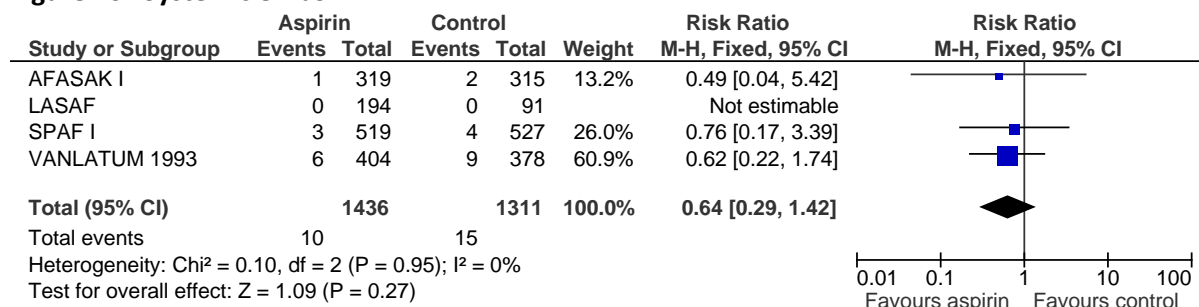 Aspirin Control Risk Ratio Risk Ratio
Study or Subgroup Events Total Events Total Weight M-H, Fixed, 95% CI M-H, Fixed, 95% CI
AFASAK I 1 319 2 315 13.2% 0.49 [0.04, 5.42]
LASAF 0 194 0 91 Not estimable
SPAF I 3 519 4 527 26.0% 0.76 [0.17, 3.39]
VANLATUM 1993 6 404 9 378 60.9% 0.62 [0.22, 1.74]
Total (95% CI) 1436 1311 100.0% 0.64 [0.29, 1.42]
Total events 10 15
Heterogeneity: Chi² = 0.10, df = 2 (P = 0.95); I² = 0%
Test for overall effect: Z = 1.09 (P = 0.27)
0.01 0.1 1 10 100
Favours aspirin Favours control